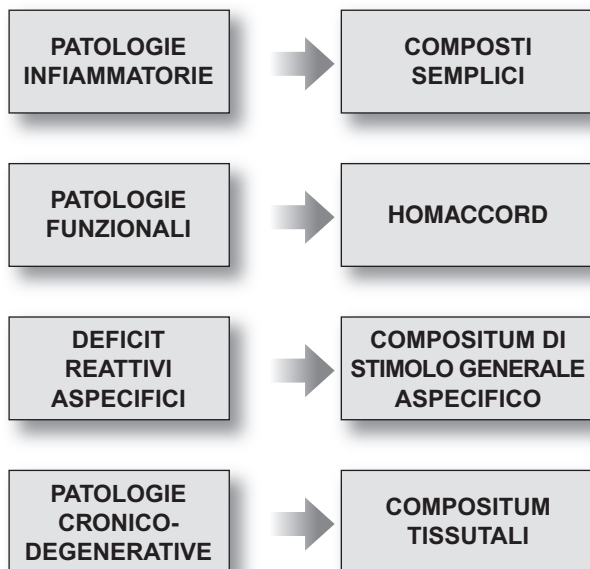 PATOLOGIE
INFIAMMATORIE
COMPOSTI
SEMPLICI
PATOLOGIE
FUNZIONALI
HOMACCORD
DEFICIT
REATTIVI
ASPECIFICI
COMPOSITUM DI
STIMOLO GENERALE
ASPECIFICO
PATOLOGIE
CRONICO-
DEGENERATIVE
COMPOSITUM
TISSUTALI